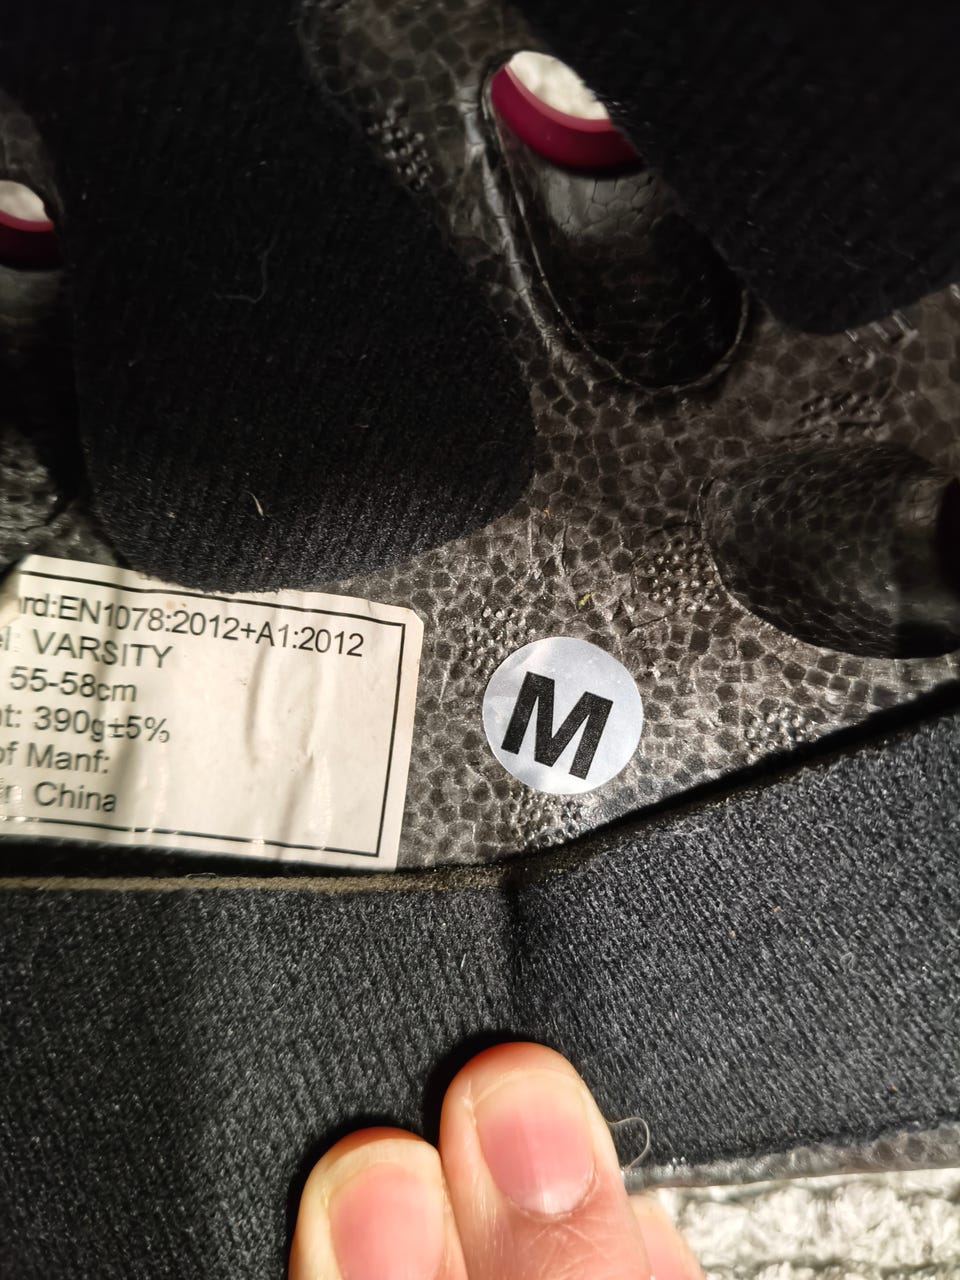 rd:EN1078:2012+A1:2012
l: VARSITY
55-58cm
t: 390g±5%
of Manf:
China
M